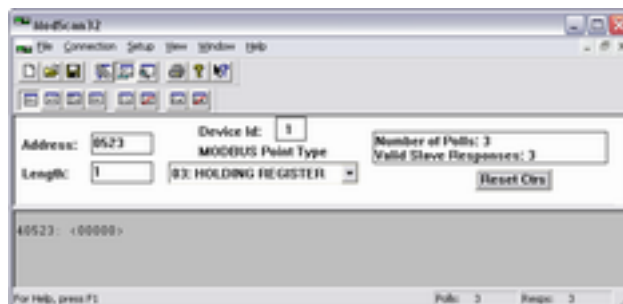 ModScan32
File Connection Setup View Window Help
Device Id: 1
Address: 0523
MODBUS Point Type
Number of Polls: 3
Valid Slave Responses: 3
Length: 1
03: HOLDING REGISTER
Reset Ctrs
40523: <00000>
For Help, press F1
Polls: 3
Resps: 3